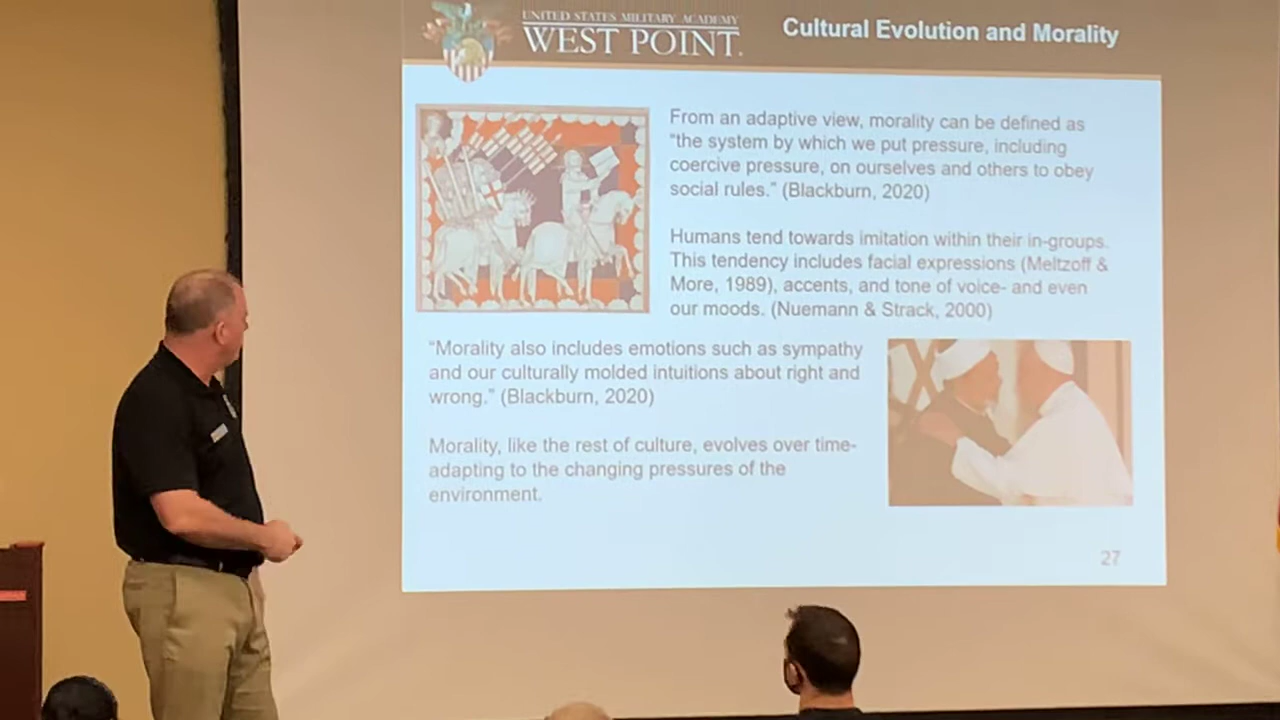 UNITED STATES MILITARY ACADEMY
WEST POINT.
Cultural Evolution and Morality
From an adaptive view, morality can be defined as
“the system by which we put pressure, including
coercive pressure, on ourselves and others to obey
social rules.” (Blackburn, 2020)
Humans tend towards imitation within their in-groups.
This tendency includes facial expressions (Meltzoff &
More, 1989), accents, and tone of voice- and even
our moods. (Nuemann & Strack, 2000)
“Morality also includes emotions such as sympathy
and our culturally molded intuitions about right and
wrong.” (Blackburn, 2020)
Morality, like the rest of culture, evolves over time-
adapting to the changing pressures of the
environment.
27